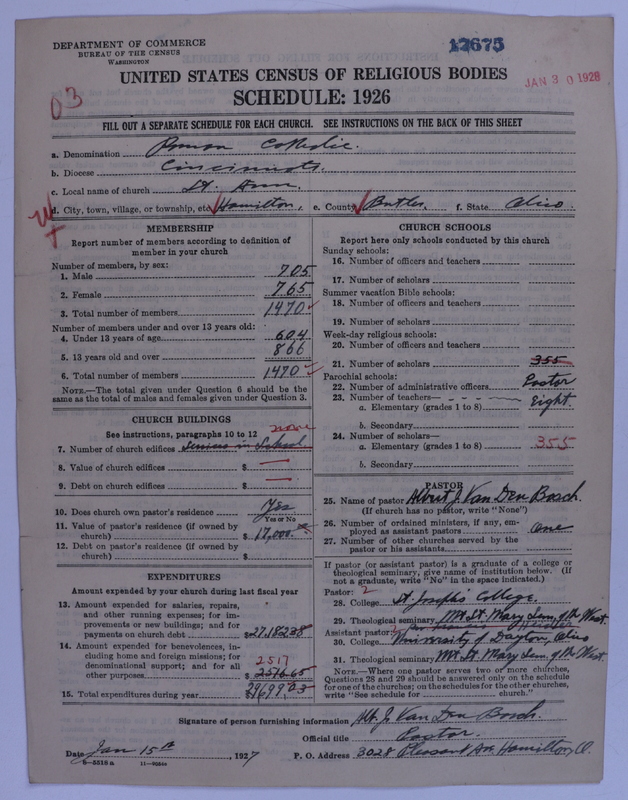 DEPARTMENT OF COMMERCE
BUREAU OF THE CENSUS
WASHINGTON
17675
JAN 30 1928
03
UNITED STATES CENSUS OF RELIGIOUS BODIES
SCHEDULE: 1926
FILL OUT A SEPARATE SCHEDULE FOR EACH CHURCH. SEE INSTRUCTIONS ON THE BACK OF THIS SHEET
a. Denomination Roman Catholic.
b. Diocese Cincinnati.
c. Local name of church St. Ann.
d. City, town, village, or township, etc. Hamilton, e. County Butler, f. State Ohio
MEMBERSHIP
Report number of members according to definition of
member in your church
Number of members, by sex:
1. Male 705
2. Female 765
3. Total number of members 1470
Number of members under and over 13 years old:
4. Under 13 years of age 604
5. 13 years old and over 866
6. Total number of members 1470
NOTE.—The total given under Question 6 should be the
same as the total of males and females given under Question 3.
CHURCH BUILDINGS
See instructions, paragraphs 10 to 12
none
7. Number of church edifices Services in School
8. Value of church edifices $ —
9. Debt on church edifices $ —
10. Does church own pastor's residence Yes
Yes or No
11. Value of pastor's residence (if owned by
church) $ 17,000.
12. Debt on pastor's residence (if owned by
church) $
EXPENDITURES
Amount expended by your church during last fiscal year
13. Amount expended for salaries, repairs,
and other running expenses; for im-
provements or new buildings; and for
payments on church debt $27,182.38
14. Amount expended for benevolences, in-
cluding home and foreign missions; for
denominational support; and for all
2517
other purposes $ 2516.65
15. Total expenditures during year $ 29699.03
CHURCH SCHOOLS
Report here only schools conducted by this church
Sunday schools:
16. Number of officers and teachers
17. Number of scholars
Summer vacation Bible schools:
18. Number of officers and teachers
19. Number of scholars
Week-day religious schools:
20. Number of officers and teachers
21. Number of scholars 355
Parochial schools:
22. Number of administrative officers Pastor
23. Number of teachers—
a. Elementary (grades 1 to 8) Eight
b. Secondary
24. Number of scholars—
a. Elementary (grades 1 to 8) 355
b. Secondary
PASTOR
25. Name of pastor Albert J. Van Den Bosch.
(If church has no pastor, write "None")
26. Number of ordained ministers, if any, em-
ployed as assistant pastors One
27. Number of other churches served by the
pastor or his assistants
If pastor (or assistant pastor) is a graduate of a college or
theological seminary, give name of institution below. (If
not a graduate, write "No" in the space indicated.)
Pastor: 2
28. College St Joseph's College.
29. Theological seminary Mt. St. Mary Sem. of the West.
Assistant pastor:
30. College University of Dayton, Ohio
31. Theological seminary Mt. St. Mary Sem. of the West.
NOTE.—Where one pastor serves two or more churches,
Questions 28 and 29 should be answered only on the schedule
for one of the churches; on the schedules for the other churches,
write "See schedule for church."
Signature of person furnishing information Alb. J. Van Den Bosch.
Official title Pastor.
Date Jan 15th, 1927 P. O. Address 3028 Pleasant Av. Hamilton, O.